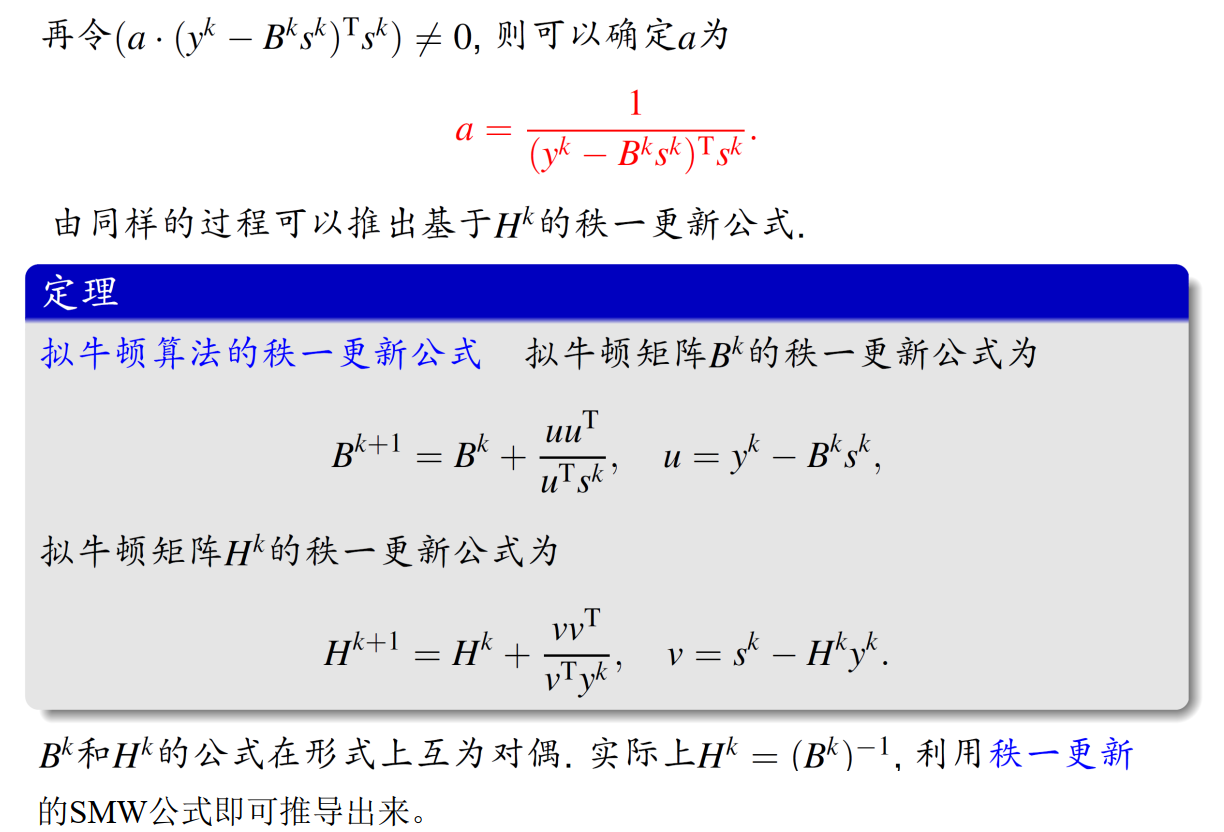 再令$(a \cdot (y^k - B^k s^k)^{\mathrm{T}} s^k) \neq 0$, 则可以确定$a$为
$a = \frac{1}{(y^k - B^k s^k)^{\mathrm{T}} s^k}.$
由同样的过程可以推出基于$H^k$的秩一更新公式.
定理
拟牛顿算法的秩一更新公式 拟牛顿矩阵$B^k$的秩一更新公式为
$B^{k+1} = B^k + \frac{uu^{\mathrm{T}}}{u^{\mathrm{T}} s^k}, \quad u = y^k - B^k s^k,$
拟牛顿矩阵$H^k$的秩一更新公式为
$H^{k+1} = H^k + \frac{vv^{\mathrm{T}}}{v^{\mathrm{T}} y^k}, \quad v = s^k - H^k y^k.$
$B^k$和$H^k$的公式在形式上互为对偶. 实际上$H^k = (B^k)^{-1}$, 利用秩一更新
的SMW公式即可推导出来。